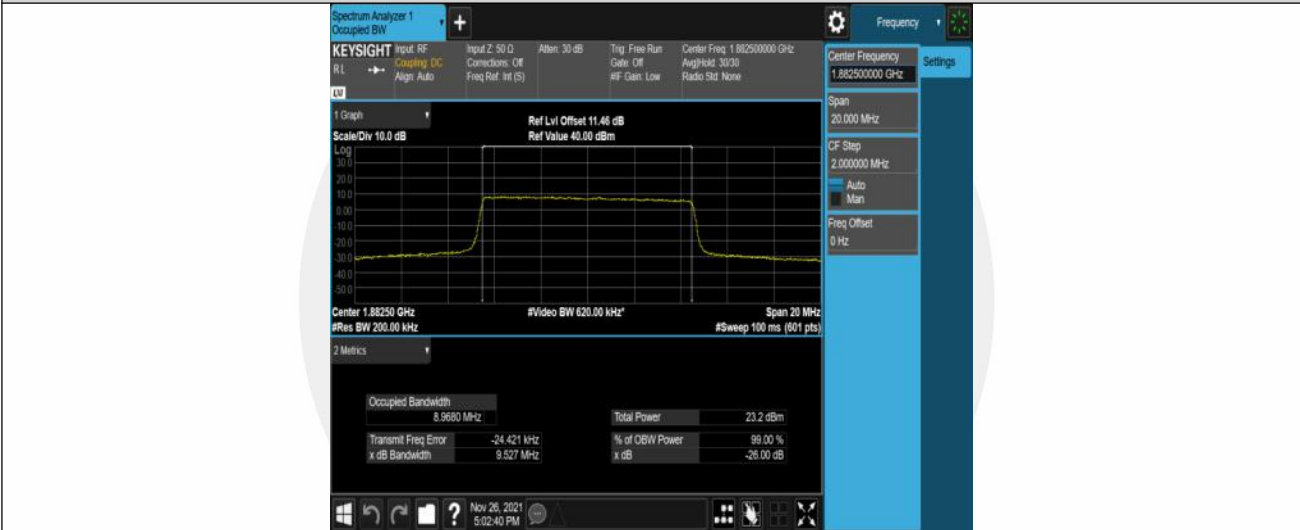 Spectrum Analyzer 1
Occupied BW
+
Frequency
KEYSIGHT
RL
LV
Input: RF
Coupling: DC
Align: Auto
Input Z: 50 Ω
Corrections: Off
Freq Ref: Int (S)
Atten: 30 dB
Trig: Free Run
Gate: Off
#IF Gain: Low
Center Freq: 1.882500000 GHz
Avg|Hold: 30/30
Radio Std: None
Center Frequency
1.882500000 GHz
Settings
Span
20.000 MHz
CF Step
2.000000 MHz
Auto
Man
Freq Offset
0 Hz
1 Graph
Scale/Div 10.0 dB
Ref Lvl Offset 11.46 dB
Ref Value 40.00 dBm
Log
30.0
20.0
10.0
0.00
-10.0
-20.0
-30.0
-40.0
-50.0
Center 1.88250 GHz
#Video BW 620.00 kHz*
Span 20 MHz
#Res BW 200.00 kHz
#Sweep 100 ms (601 pts)
2 Metrics
Occupied Bandwidth
8.9680 MHz
Total Power 23.2 dBm
Transmit Freq Error -24.421 kHz
% of OBW Power 99.00 %
x dB Bandwidth 9.527 MHz
x dB -26.00 dB
?
Nov 26, 2021
5:02:40 PM